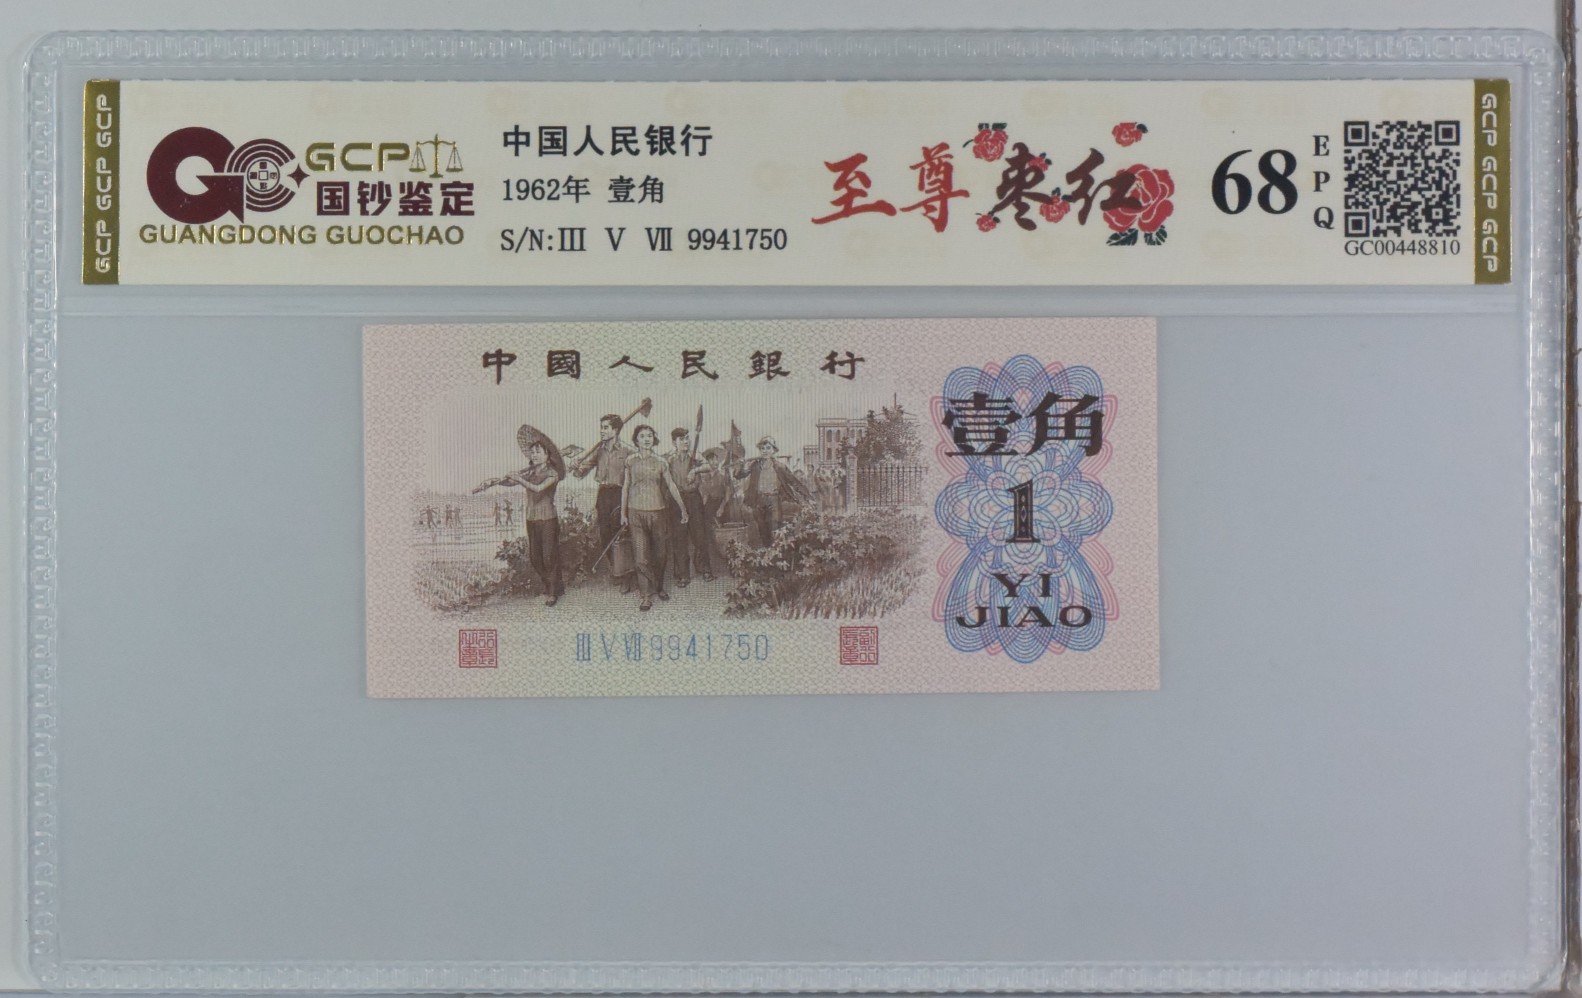 GCP GCP GCP
GCP
国钞鉴定
GUANGDONG GUOCHAO
中国人民银行
1962年 壹角
S/N:Ⅲ Ⅴ Ⅶ 9941750
至尊枣红
68
EPQ
GC00448810
GCP GCP GCP
中國人民銀行
壹角
1
YI
JIAO
Ⅲ Ⅴ Ⅶ 9941750